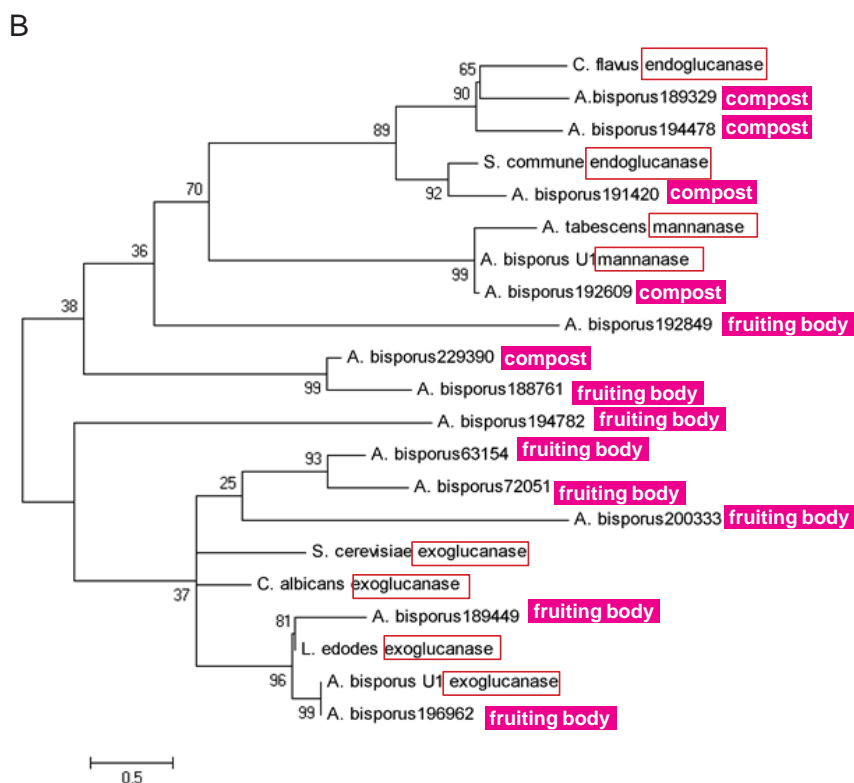 B
65
C. flavus endoglucanase
90
A.bisporus189329 compost
89
A. bisporus194478 compost
S. commune endoglucanase
70
92
A. bisporus191420 compost
A. tabescens mannanase
36
A. bisporus U1 mannanase
99
A. bisporus192609 compost
38
A. bisporus192849 fruiting body
A. bisporus229390 compost
99
A. bisporus188761 fruiting body
A. bisporus194782 fruiting body
93
A. bisporus63154 fruiting body
25
A. bisporus72051 fruiting body
A. bisporus200333 fruiting body
S. cerevisiae exoglucanase
37
C. albicans exoglucanase
81
A. bisporus189449 fruiting body
L. edodes exoglucanase
96
A. bisporus U1 exoglucanase
99
A. bisporus196962 fruiting body
0.5